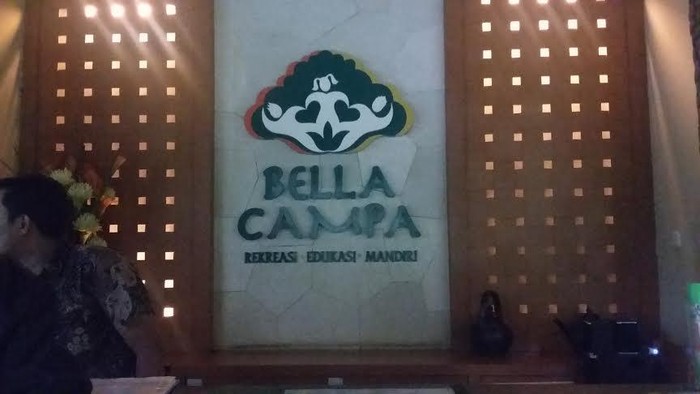 BELLA
CAMPA
REKREASI · EDUKASI · MANDIRI